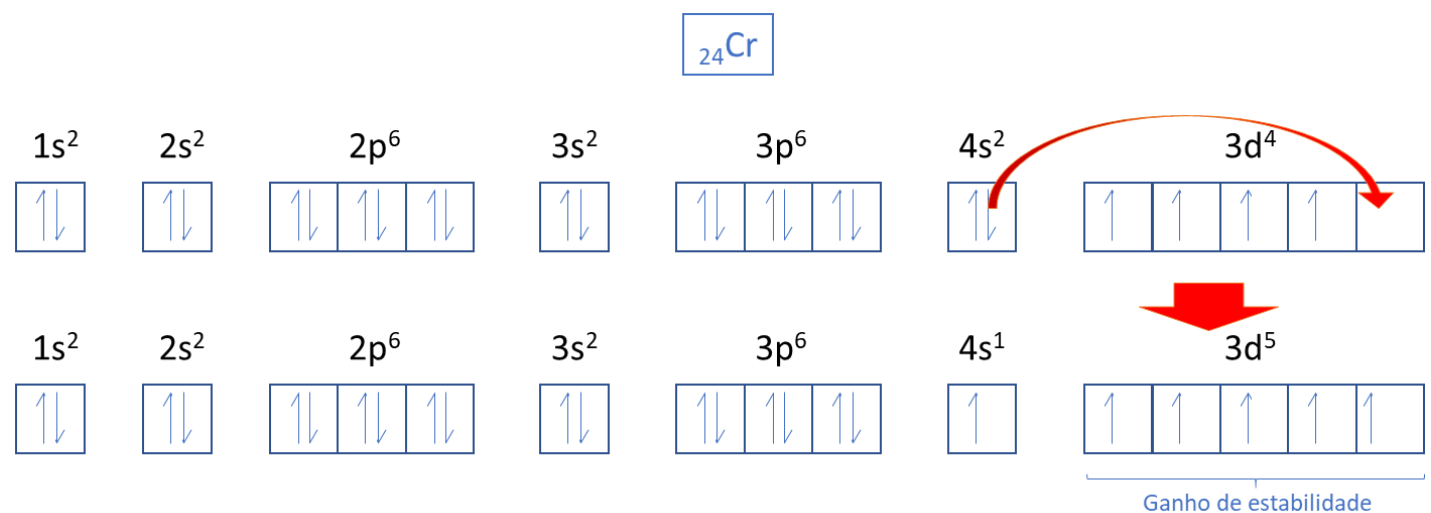 ₂₄Cr
1s² 2s² 2p⁶ 3s² 3p⁶ 4s² 3d⁴
1s² 2s² 2p⁶ 3s² 3p⁶ 4s¹ 3d⁵
Ganho de estabilidade